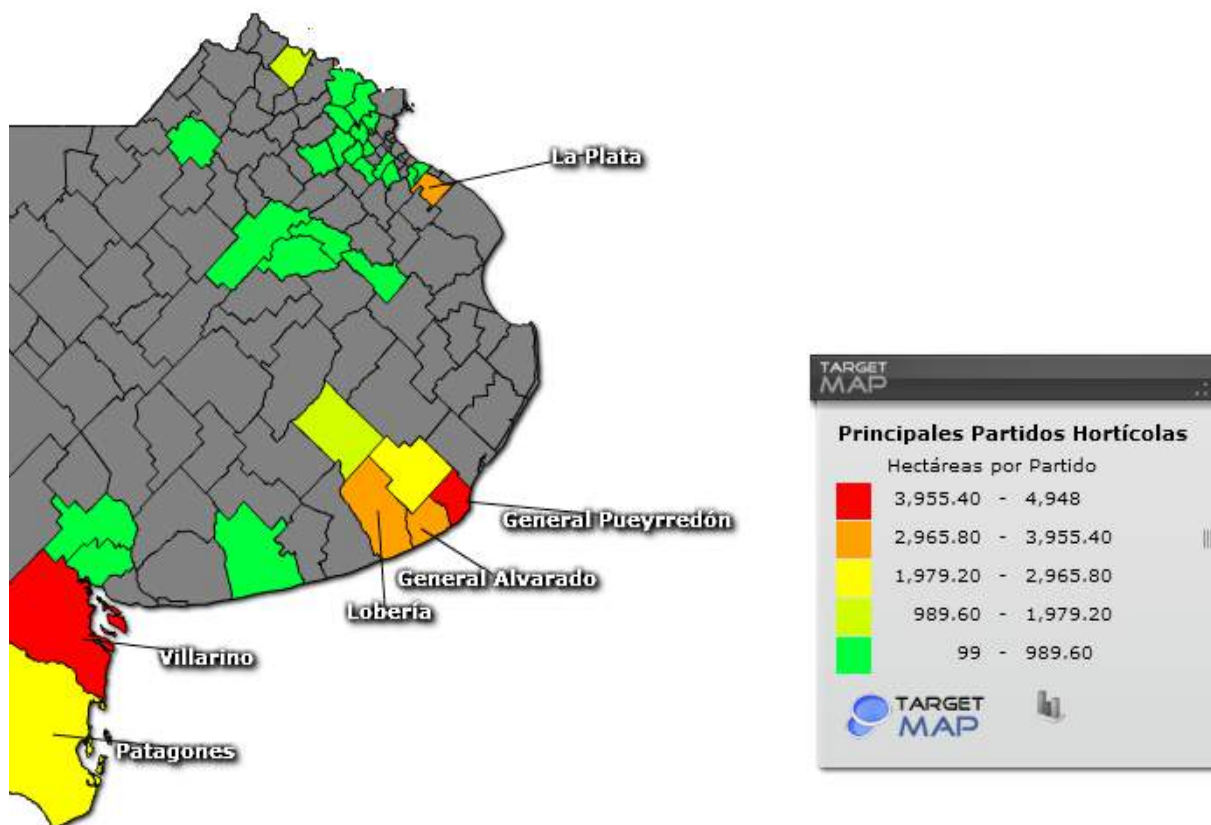 La Plata
General Pueyrredón
General Alvarado
Lobería
Villarino
Patagones
TARGET
MAP
Principales Partidos Hortícolas
Hectáreas por Partido
3,955.40 - 4,948
2,965.80 - 3,955.40
1,979.20 - 2,965.80
989.60 - 1,979.20
99 - 989.60
TARGET
MAP